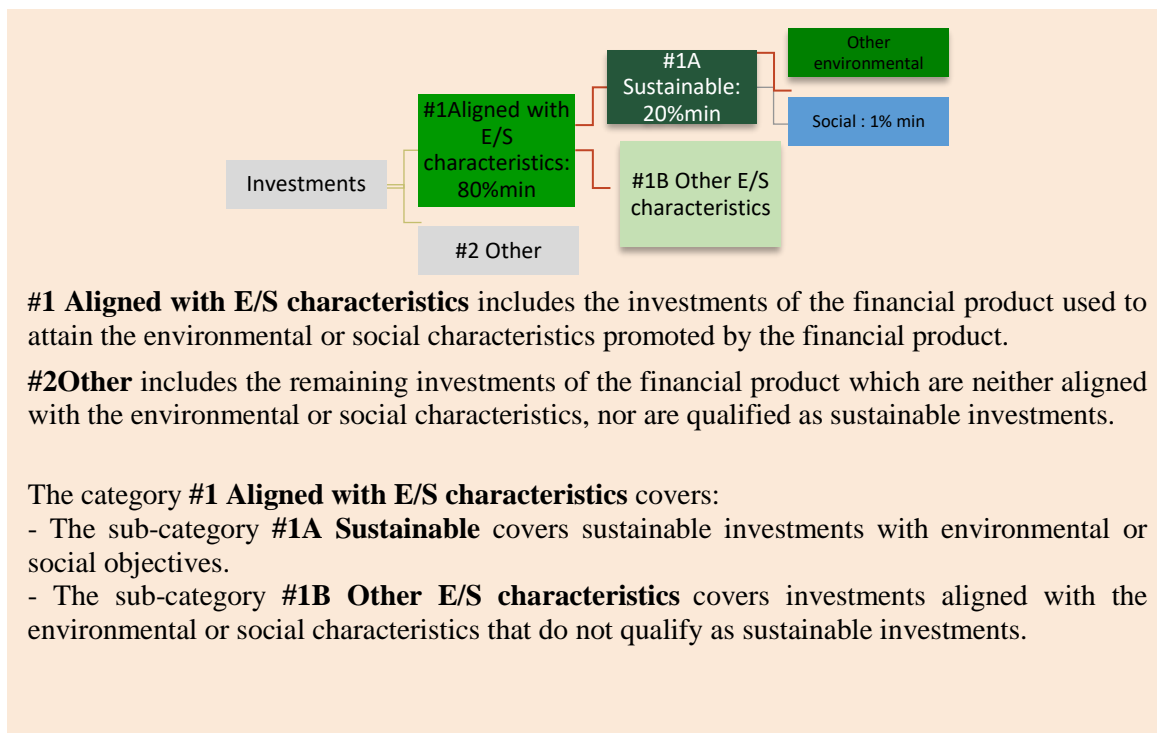 Other
environmental
#1A
Sustainable:
20%min
Social : 1% min
#1Aligned with
E/S
characteristics:
80%min
Investments
#1B Other E/S
characteristics
#2 Other
#1 Aligned with E/S characteristics includes the investments of the financial product used to
attain the environmental or social characteristics promoted by the financial product.
#2Other includes the remaining investments of the financial product which are neither aligned
with the environmental or social characteristics, nor are qualified as sustainable investments.
The category #1 Aligned with E/S characteristics covers:
- The sub-category #1A Sustainable covers sustainable investments with environmental or
social objectives.
- The sub-category #1B Other E/S characteristics covers investments aligned with the
environmental or social characteristics that do not qualify as sustainable investments.